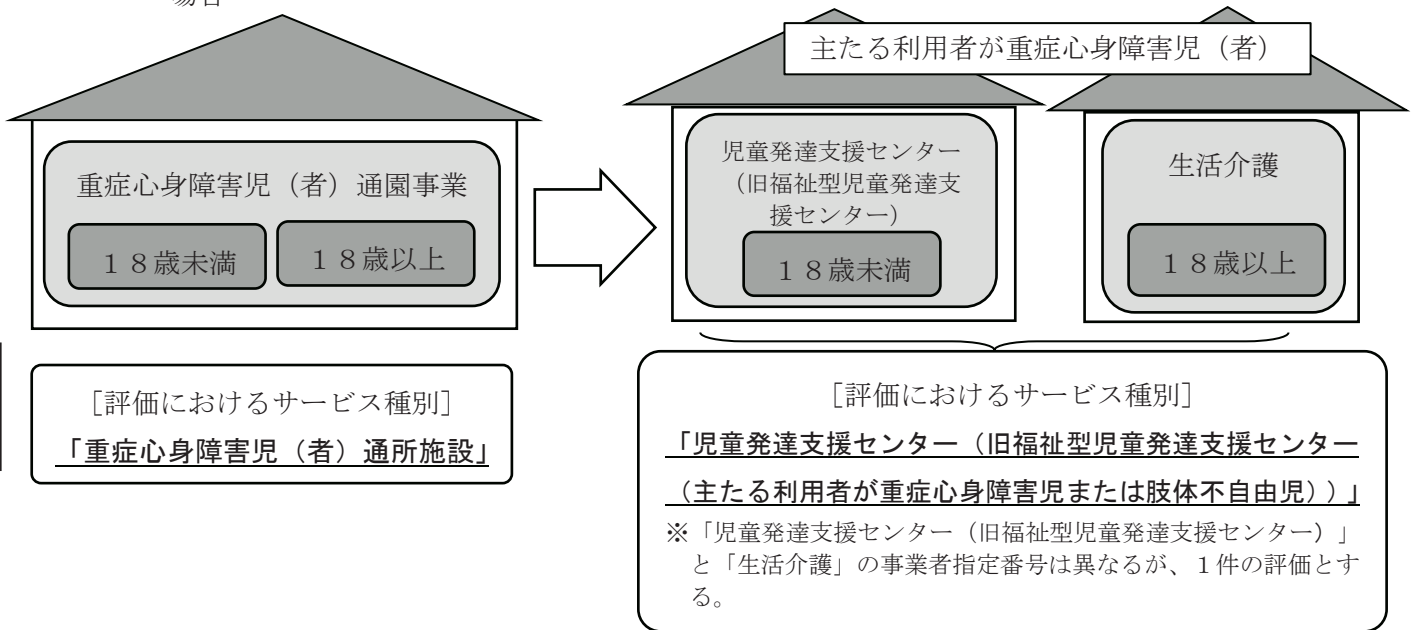 重症心身障害児（者）通園事業
１８歳未満
１８歳以上
［評価におけるサービス種別］
「重症心身障害児（者）通所施設」
主たる利用者が重症心身障害児（者）
児童発達支援センター
（旧福祉型児童発達支
援センター）
１８歳未満
生活介護
１８歳以上
［評価におけるサービス種別］
「児童発達支援センター（旧福祉型児童発達支援センター
（主たる利用者が重症心身障害児または肢体不自由児））」
※「児童発達支援センター（旧福祉型児童発達支援センター）」
と「生活介護」の事業者指定番号は異なるが、１件の評価とす
る。